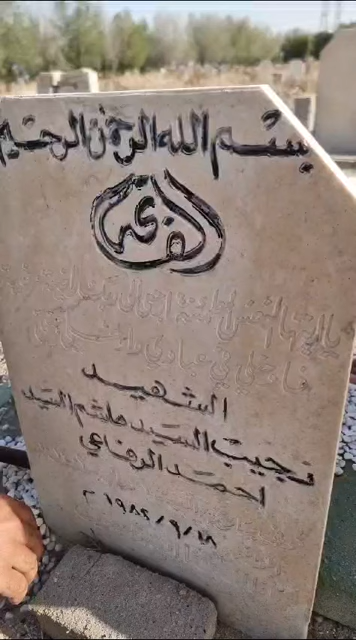 بسم الله الرحمن الرحيم
الفاتحة
يا ايتها النفس المطمئنة ارجعي الى ربك راضية مرضية
فادخلي في عبادي وادخلي جنتي
الشهيد
نجيب السيد هاشم السيد
احمد الرفاعي
١٩٨٢/٩/١٨ م